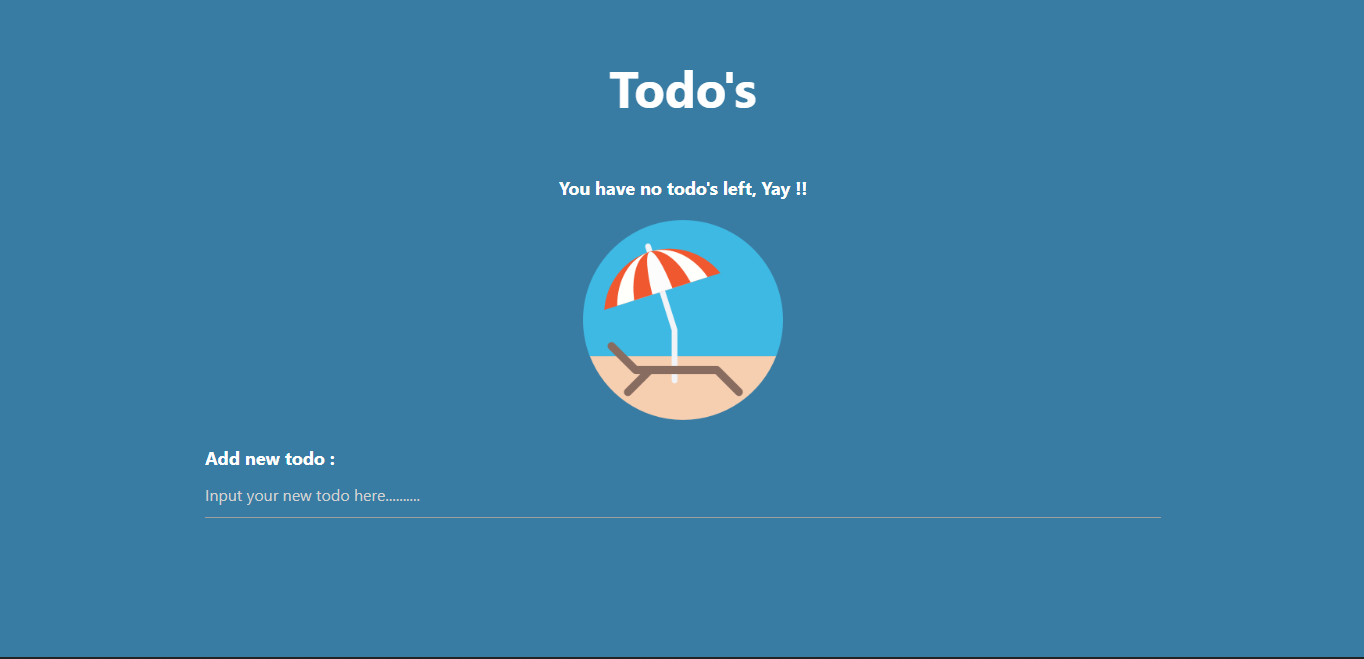 Todo's
You have no todo's left, Yay !!
Add new todo :
Input your new todo here..........